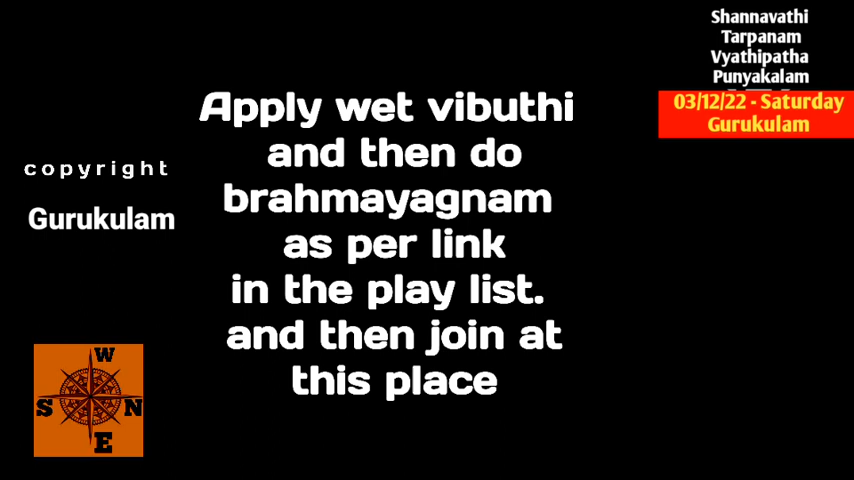 Shannavathi
Tarpanam
Vyathipatha
Punyakalam
03/12/22 - Saturday
Gurukulam
Apply wet vibuthi
and then do
brahmayagnam
as per link
in the play list.
and then join at
this place
copyright
Gurukulam
W
S N
E